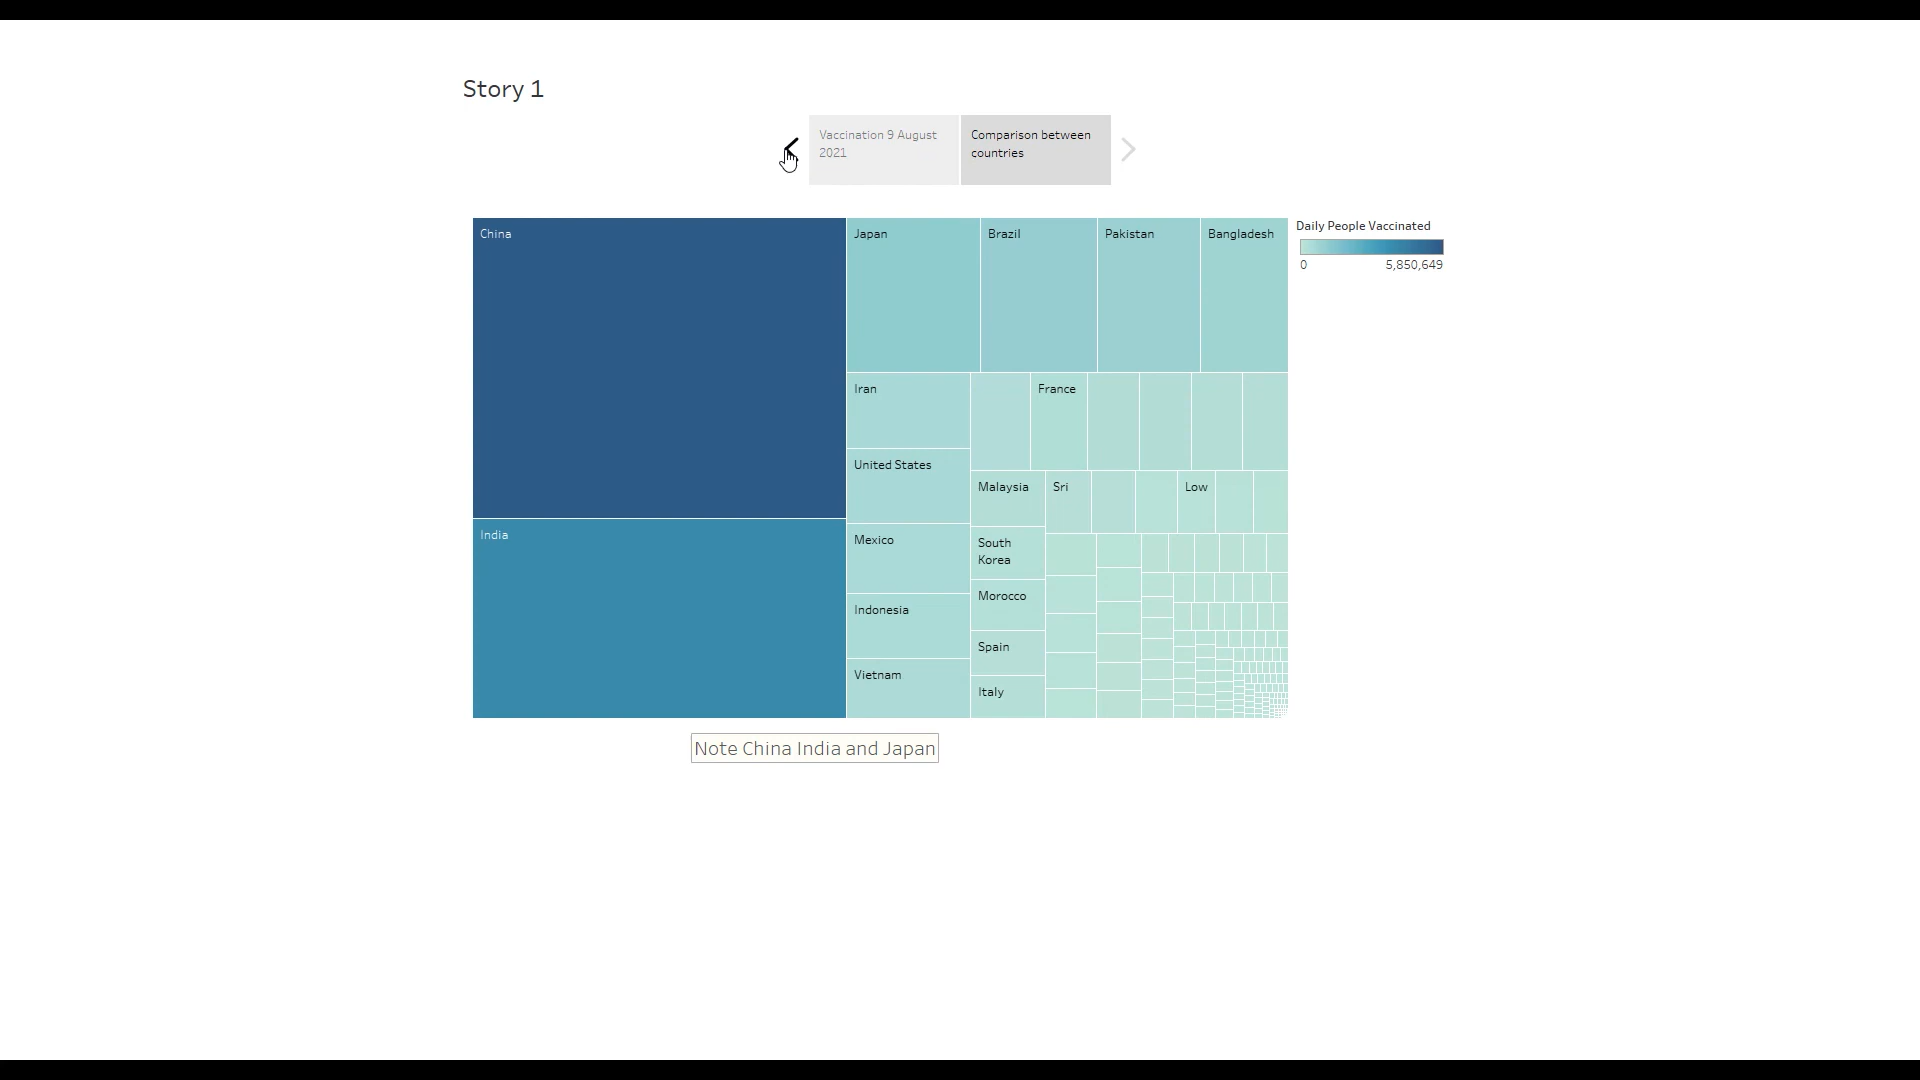 Story 1
Vaccination 9 August
2021
Comparison between
countries
China
Japan
Brazil
Pakistan
Bangladesh
Daily People Vaccinated
0
5,850,649
Iran
France
United States
Malaysia
Sri
Low
India
Mexico
South
Korea
Morocco
Indonesia
Spain
Vietnam
Italy
Note China India and Japan